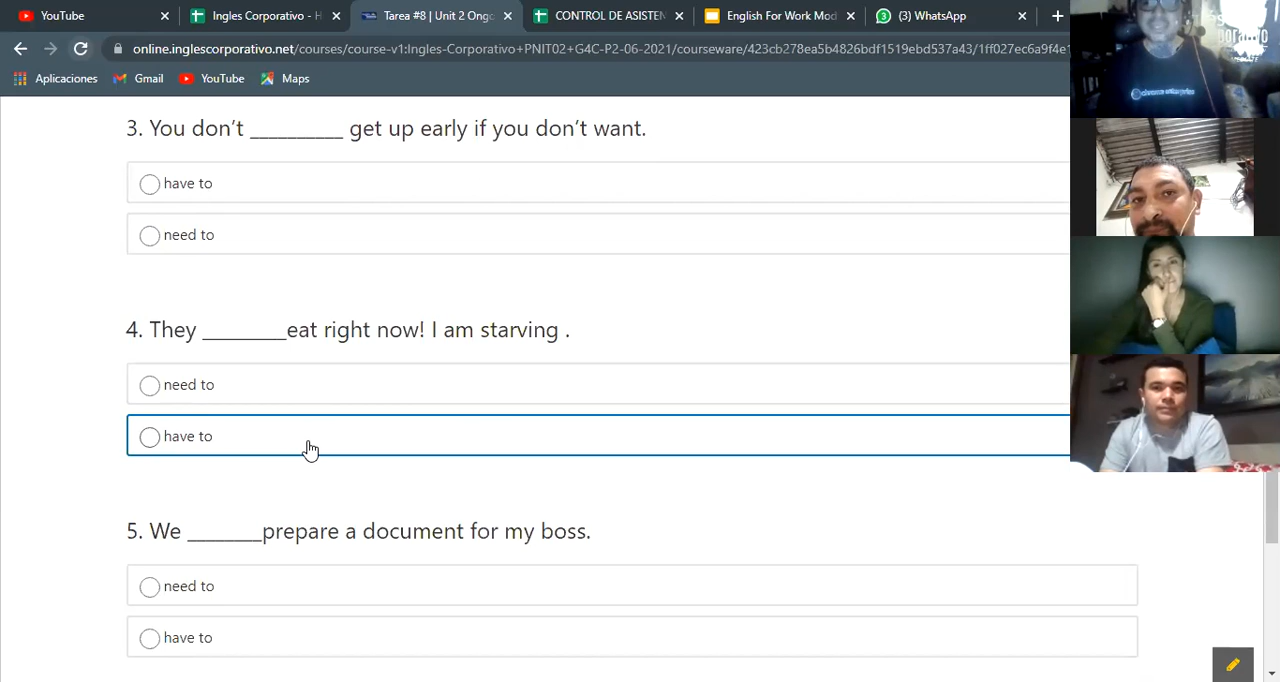 YouTube
Ingles Corporativo - H
Tarea #8 | Unit 2 Ongo
CONTROL DE ASISTEN
English For Work Mod
(3) WhatsApp
online.inglescorporativo.net/courses/course-v1:Ingles-Corporativo+PNIT02+G4C-P2-06-2021/courseware/423cb278ea5b4826bdf1519ebd537a43/1ff027ec6a9f4e1
Aplicaciones
Gmail
YouTube
Maps
3. You don’t __________ get up early if you don’t want.
have to
need to
4. They ________eat right now! I am starving .
need to
have to
5. We _______prepare a document for my boss.
need to
have to